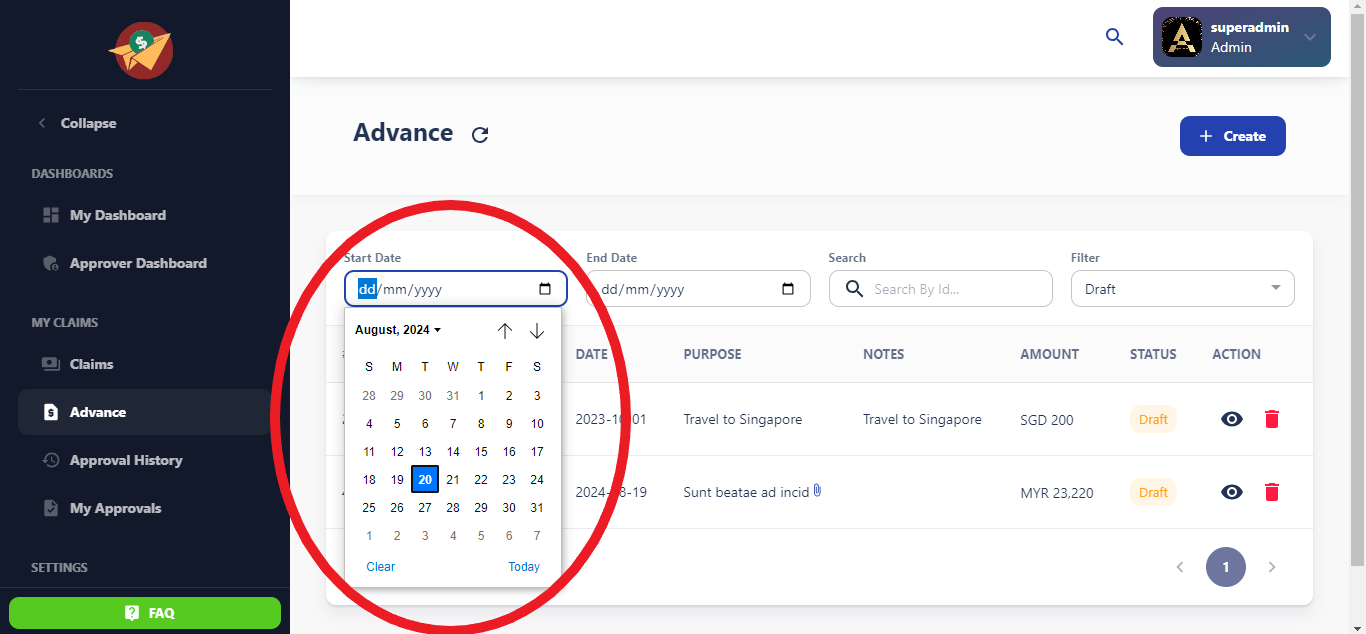 superadmin
Admin
Collapse
DASHBOARDS
My Dashboard
Approver Dashboard
MY CLAIMS
Claims
Advance
Approval History
My Approvals
SETTINGS
FAQ
Advance
+ Create
Start Date
End Date
Search
Filter
dd/mm/yyyy
dd/mm/yyyy
Search By Id...
Draft
August, 2024
S M T W T F S
28 29 30 31 1 2 3
4 5 6 7 8 9 10
11 12 13 14 15 16 17
18 19 20 21 22 23 24
25 26 27 28 29 30 31
1 2 3 4 5 6 7
Clear Today
DATE PURPOSE NOTES AMOUNT STATUS ACTION
2023-10-01 Travel to Singapore Travel to Singapore SGD 200 Draft
2024-08-19 Sunt beatae ad incid MYR 23,220 Draft
1